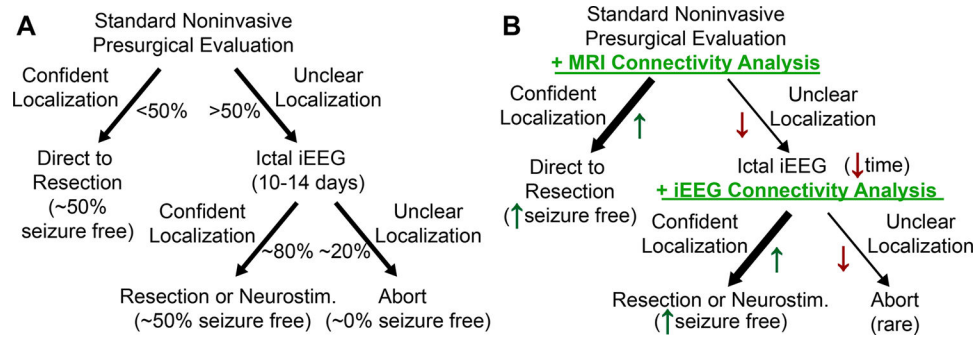 A
Standard Noninvasive
Presurgical Evaluation
Confident
Localization
<50%
>50%
Unclear
Localization
Direct to
Resection
(~50%
seizure free)
Ictal iEEG
(10-14 days)
Confident
Localization
~80% ~20%
Unclear
Localization
Resection or Neurostim.
(~50% seizure free)
Abort
(~0% seizure free)
B
Standard Noninvasive
Presurgical Evaluation
+ MRI Connectivity Analysis
Confident
Localization
↑
↓
Unclear
Localization
Direct to
Resection
(↑seizure free)
Ictal iEEG (↓time)
+ iEEG Connectivity Analysis
Confident
Localization
↑
↓
Unclear
Localization
Resection or Neurostim.
(↑seizure free)
Abort
(rare)